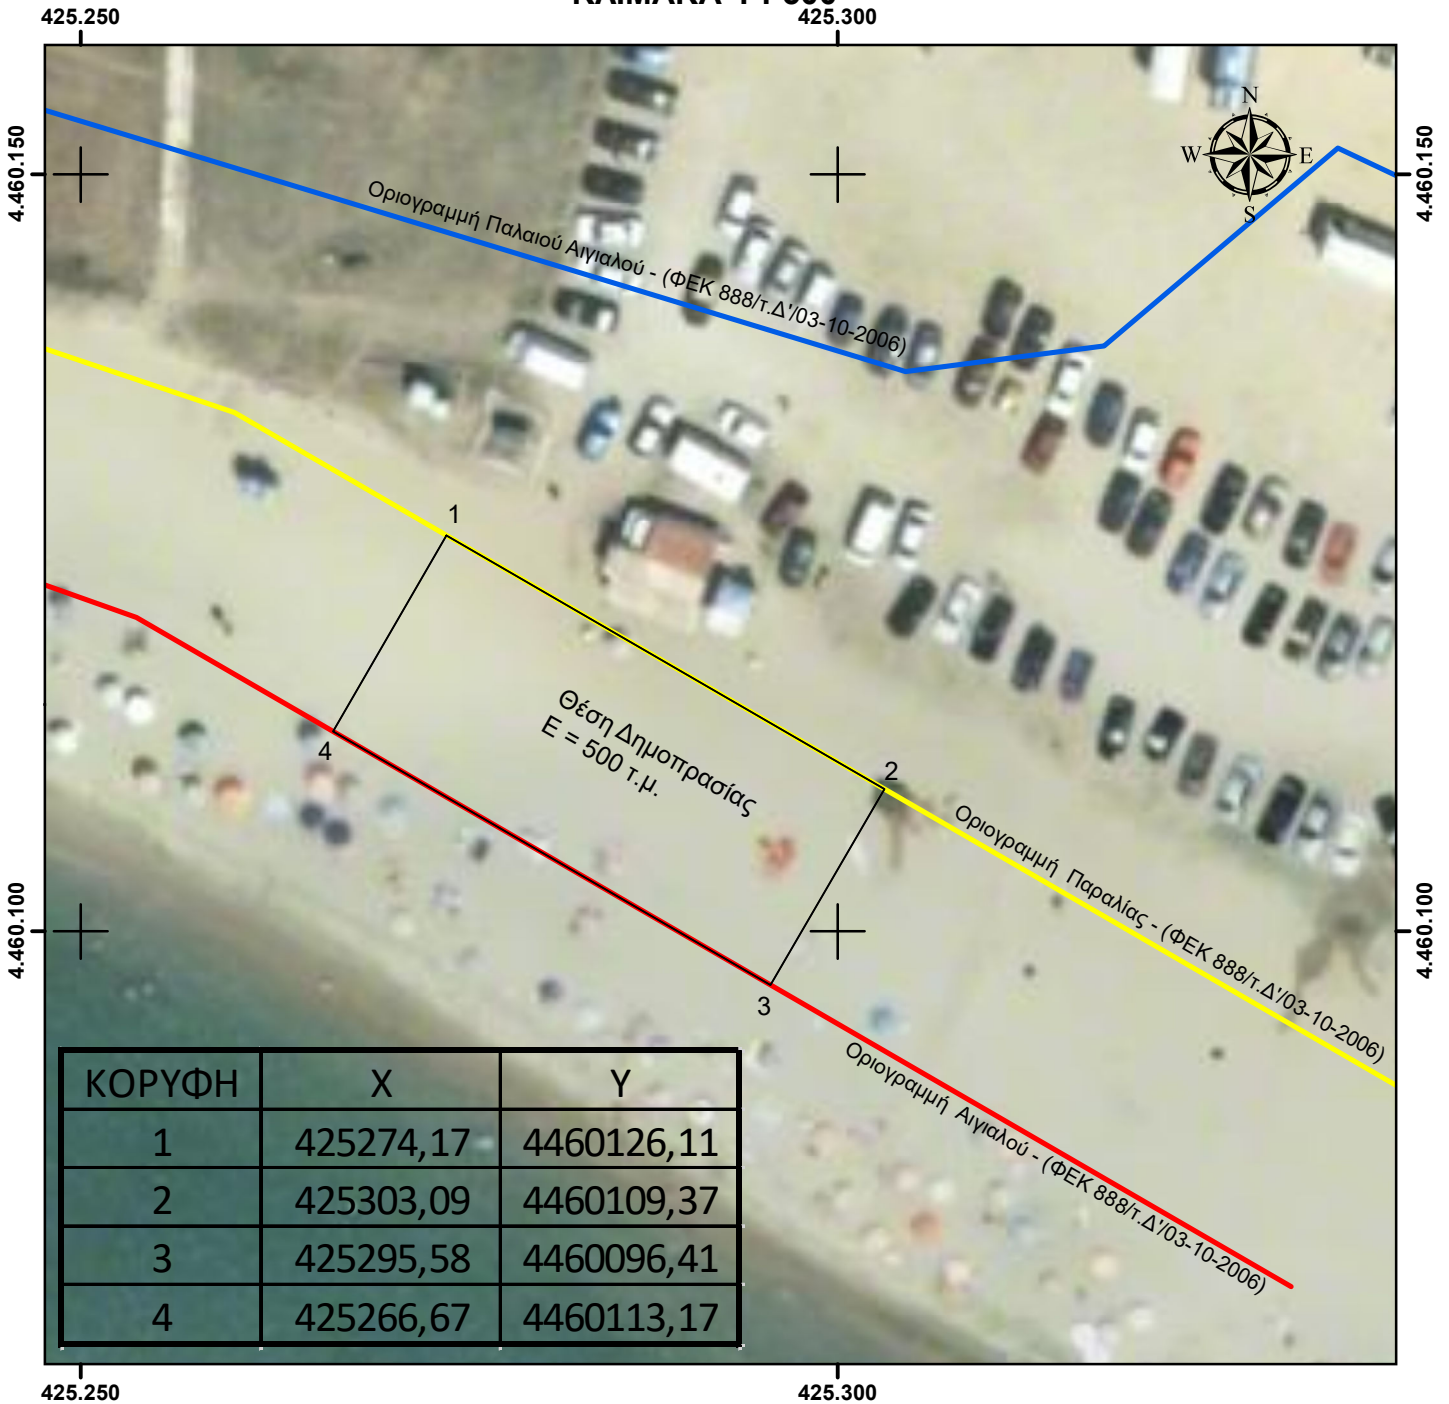 425.250
425.300
4.460.150
4.460.150
N
W
E
S
Οριογραμμή Παλαιού Αιγιαλού - (ΦΕΚ 888/τ.Δ'/03-10-2006)
1
Θέση Δημοπρασίας
Ε = 500 τ.μ.
4
2
Οριογραμμή Παραλίας - (ΦΕΚ 888/τ.Δ'/03-10-2006)
4.460.100
4.460.100
3
Οριογραμμή Αιγιαλού - (ΦΕΚ 888/τ.Δ'/03-10-2006)
ΚΟΡΥΦΗ Χ Υ
1 425274,17 4460126,11
2 425303,09 4460109,37
3 425295,58 4460096,41
4 425266,67 4460113,17
425.250
425.300